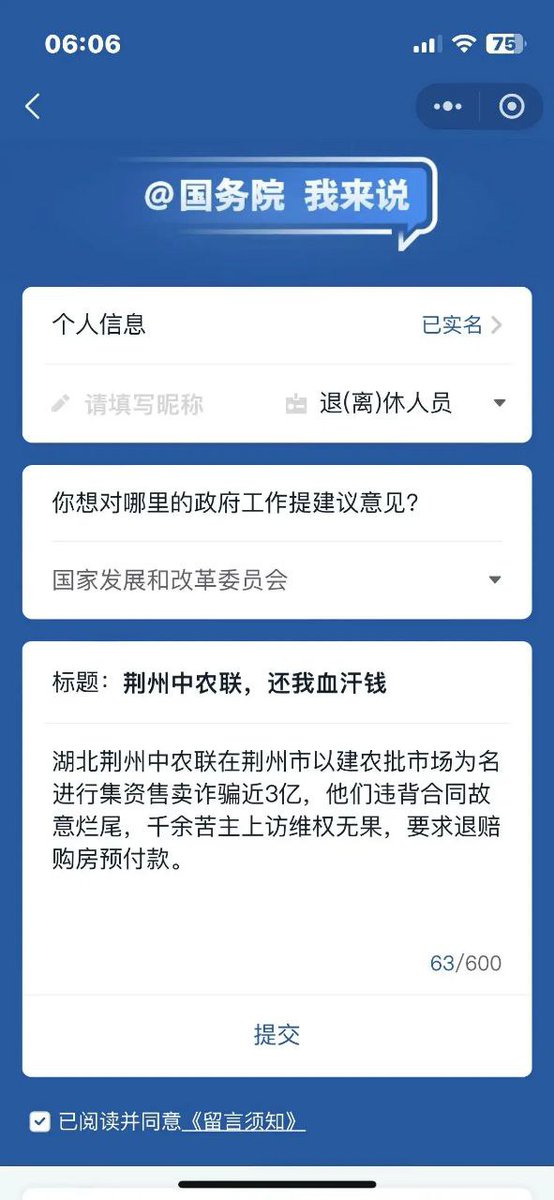 06:06
75
@国务院 我来说
个人信息
已实名
请填写昵称
退(离)休人员
你想对哪里的政府工作提建议意见？
国家发展和改革委员会
标题：荆州中农联，还我血汗钱
湖北荆州中农联在荆州市以建农批市场为名
进行集资售卖诈骗近3亿，他们违背合同故
意烂尾，千余苦主上访维权无果，要求退赔
购房预付款。
63/600
提交
已阅读并同意《留言须知》